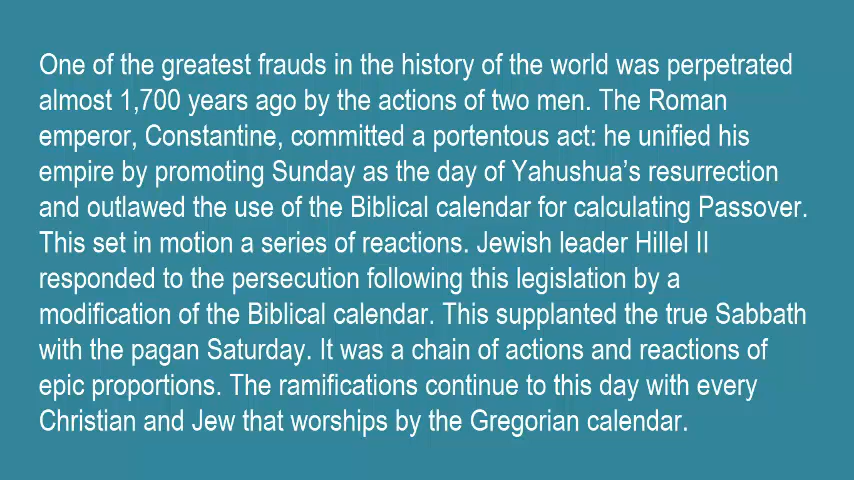 One of the greatest frauds in the history of the world was perpetrated
almost 1,700 years ago by the actions of two men. The Roman
emperor, Constantine, committed a portentous act: he unified his
empire by promoting Sunday as the day of Yahushua’s resurrection
and outlawed the use of the Biblical calendar for calculating Passover.
This set in motion a series of reactions. Jewish leader Hillel II
responded to the persecution following this legislation by a
modification of the Biblical calendar. This supplanted the true Sabbath
with the pagan Saturday. It was a chain of actions and reactions of
epic proportions. The ramifications continue to this day with every
Christian and Jew that worships by the Gregorian calendar.